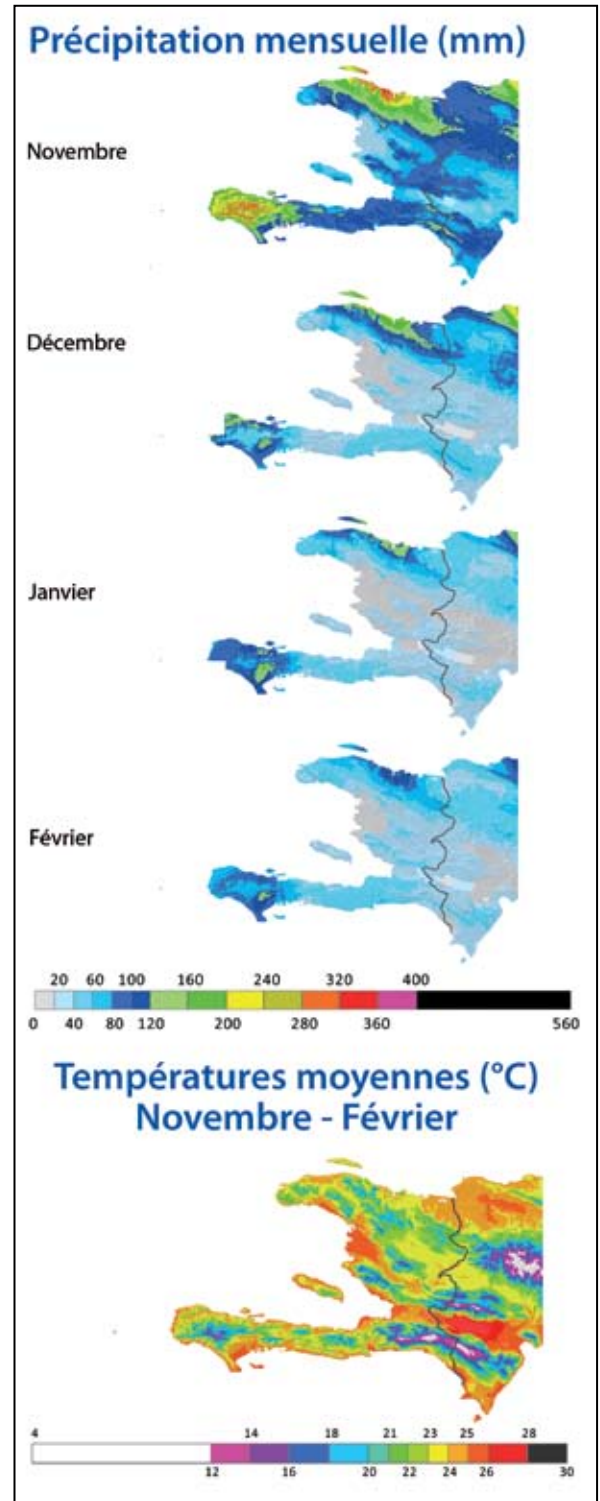 Précipitation mensuelle (mm)
Novembre
Décembre
Janvier
Février
20 60 100 160 240 320 400
0 40 80 120 200 280 360 560
Températures moyennes (°C)
Novembre - Février
4 14 18 21 23 25 28
12 16 20 22 24 26 30